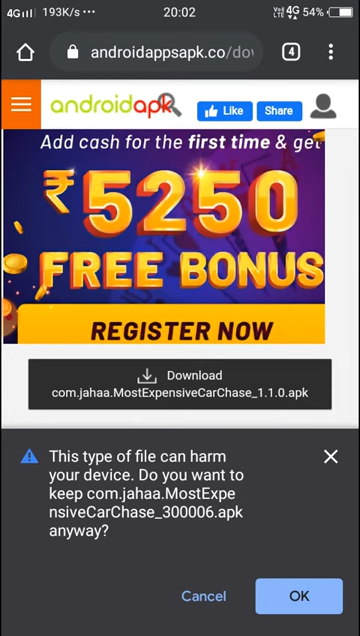 4G 193K/s ··· 20:02 VoI LTE 4G 54%
androidappsapk.co/do 4
androidapk Like Share
Add cash for the first time & get
₹5250
FREE BONUS
REGISTER NOW
Download
com.jahaa.MostExpensiveCarChase_1.1.0.apk
This type of file can harm
your device. Do you want to
keep com.jahaa.MostExpe
nsiveCarChase_300006.apk
anyway?
Cancel OK